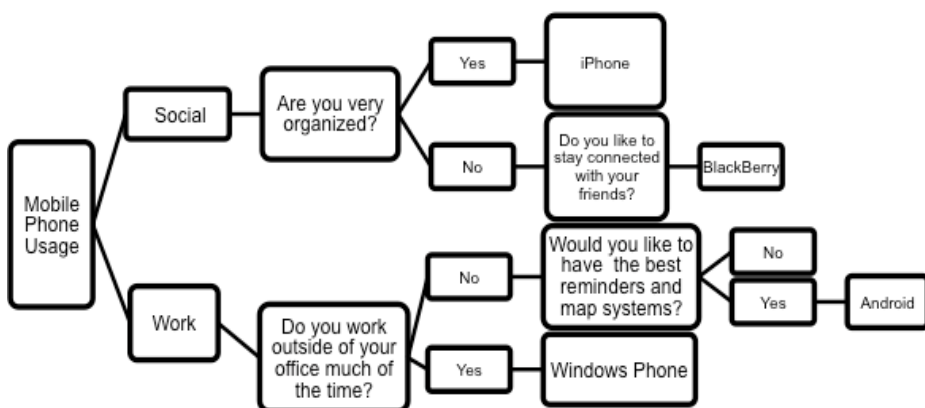 Mobile
Phone
Usage
Social
Are you very
organized?
Yes
iPhone
No
Do you like to
stay connected
with your
friends?
BlackBerry
Work
Do you work
outside of your
office much of
the time?
No
Would you like to
have the best
reminders and
map systems?
No
Yes
Android
Yes
Windows Phone